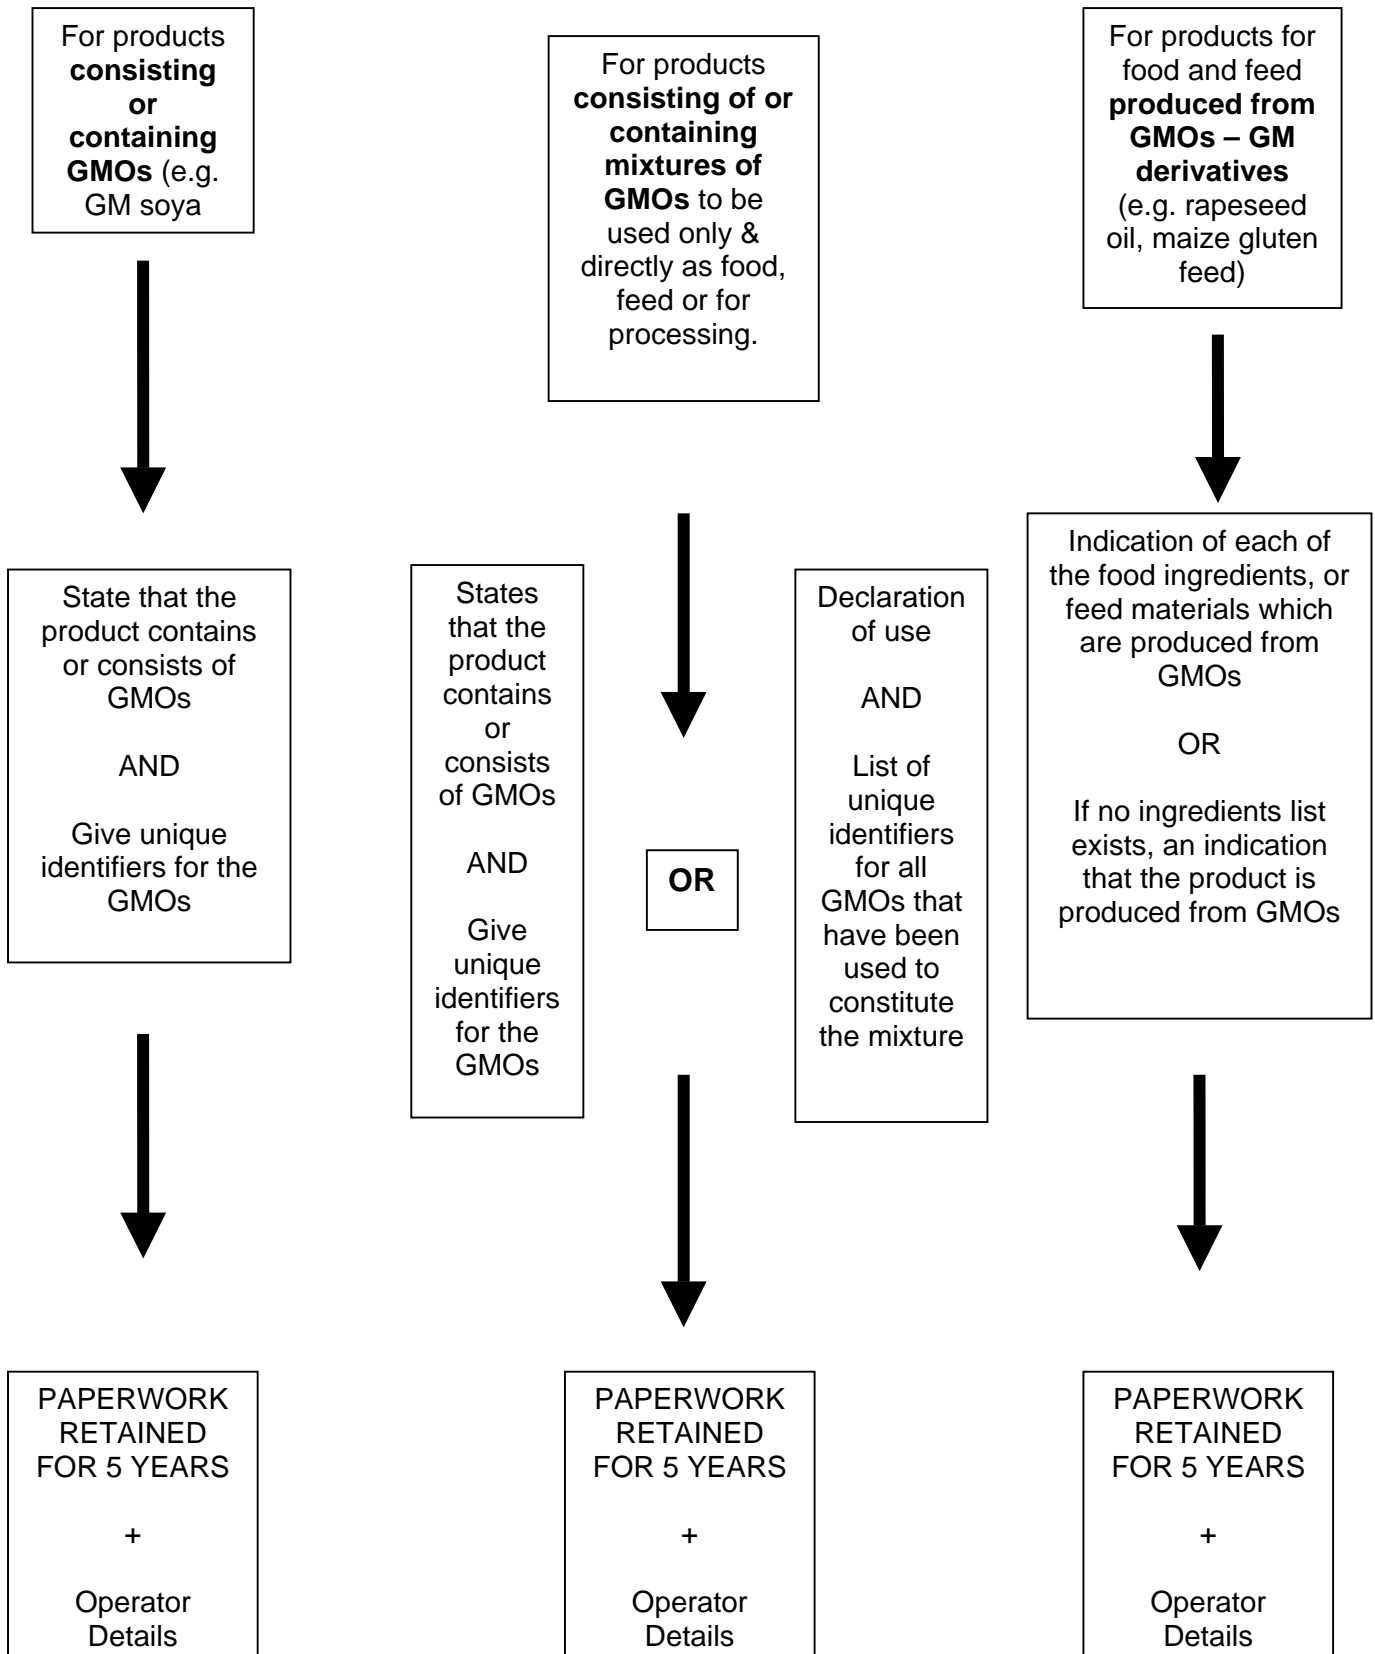 For products
consisting
or
containing
GMOs (e.g.
GM soya
For products
consisting of or
containing
mixtures of
GMOs to be
used only &
directly as food,
feed or for
processing.
For products for
food and feed
produced from
GMOs – GM
derivatives
(e.g. rapeseed
oil, maize gluten
feed)
State that the
product contains
or consists of
GMOs
AND
Give unique
identifiers for the
GMOs
States
that the
product
contains
or
consists
of GMOs
AND
Give
unique
identifiers
for the
GMOs
OR
Declaration
of use
AND
List of
unique
identifiers
for all
GMOs that
have been
used to
constitute
the mixture
Indication of each of
the food ingredients, or
feed materials which
are produced from
GMOs
OR
If no ingredients list
exists, an indication
that the product is
produced from GMOs
PAPERWORK
RETAINED
FOR 5 YEARS
+
Operator
Details
PAPERWORK
RETAINED
FOR 5 YEARS
+
Operator
Details
PAPERWORK
RETAINED
FOR 5 YEARS
+
Operator
Details